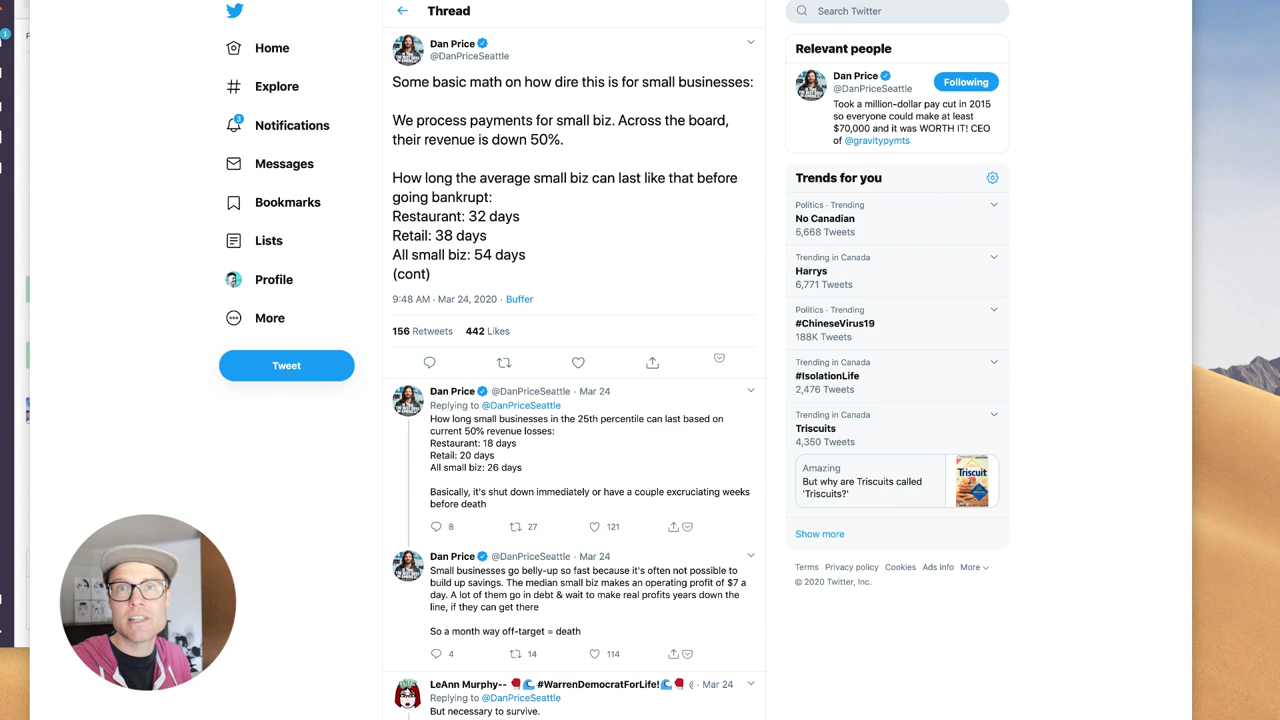 1
Home
Explore
3
Notifications
Messages
Bookmarks
Lists
Profile
More
Tweet
Thread
Dan Price
@DanPriceSeattle
Some basic math on how dire this is for small businesses:
We process payments for small biz. Across the board,
their revenue is down 50%.
How long the average small biz can last like that before
going bankrupt:
Restaurant: 32 days
Retail: 38 days
All small biz: 54 days
(cont)
9:48 AM · Mar 24, 2020 · Buffer
156 Retweets 442 Likes
Dan Price @DanPriceSeattle · Mar 24
Replying to @DanPriceSeattle
How long small businesses in the 25th percentile can last based on
current 50% revenue losses:
Restaurant: 18 days
Retail: 20 days
All small biz: 26 days
Basically, it's shut down immediately or have a couple excruciating weeks
before death
8 27 121
Dan Price @DanPriceSeattle · Mar 24
Small businesses go belly-up so fast because it's often not possible to
build up savings. The median small biz makes an operating profit of $7 a
day. A lot of them go in debt & wait to make real profits years down the
line, if they can get there
So a month way off-target = death
4 14 114
LeAnn Murphy-- #WarrenDemocratForLife! @ · Mar 24
Replying to @DanPriceSeattle
But necessary to survive.
Search Twitter
Relevant people
Dan Price
@DanPriceSeattle
Following
Took a million-dollar pay cut in 2015
so everyone could make at least
$70,000 and it was WORTH IT! CEO
of @gravitypymts
Trends for you
Politics · Trending
No Canadian
5,668 Tweets
Trending in Canada
Harrys
6,771 Tweets
Politics · Trending
#ChineseVirus19
188K Tweets
Trending in Canada
#IsolationLife
2,476 Tweets
Trending in Canada
Triscuits
4,350 Tweets
Amazing
But why are Triscuits called
'Triscuits?'
Triscuit
Show more
Terms Privacy policy Cookies Ads info More
© 2020 Twitter, Inc.